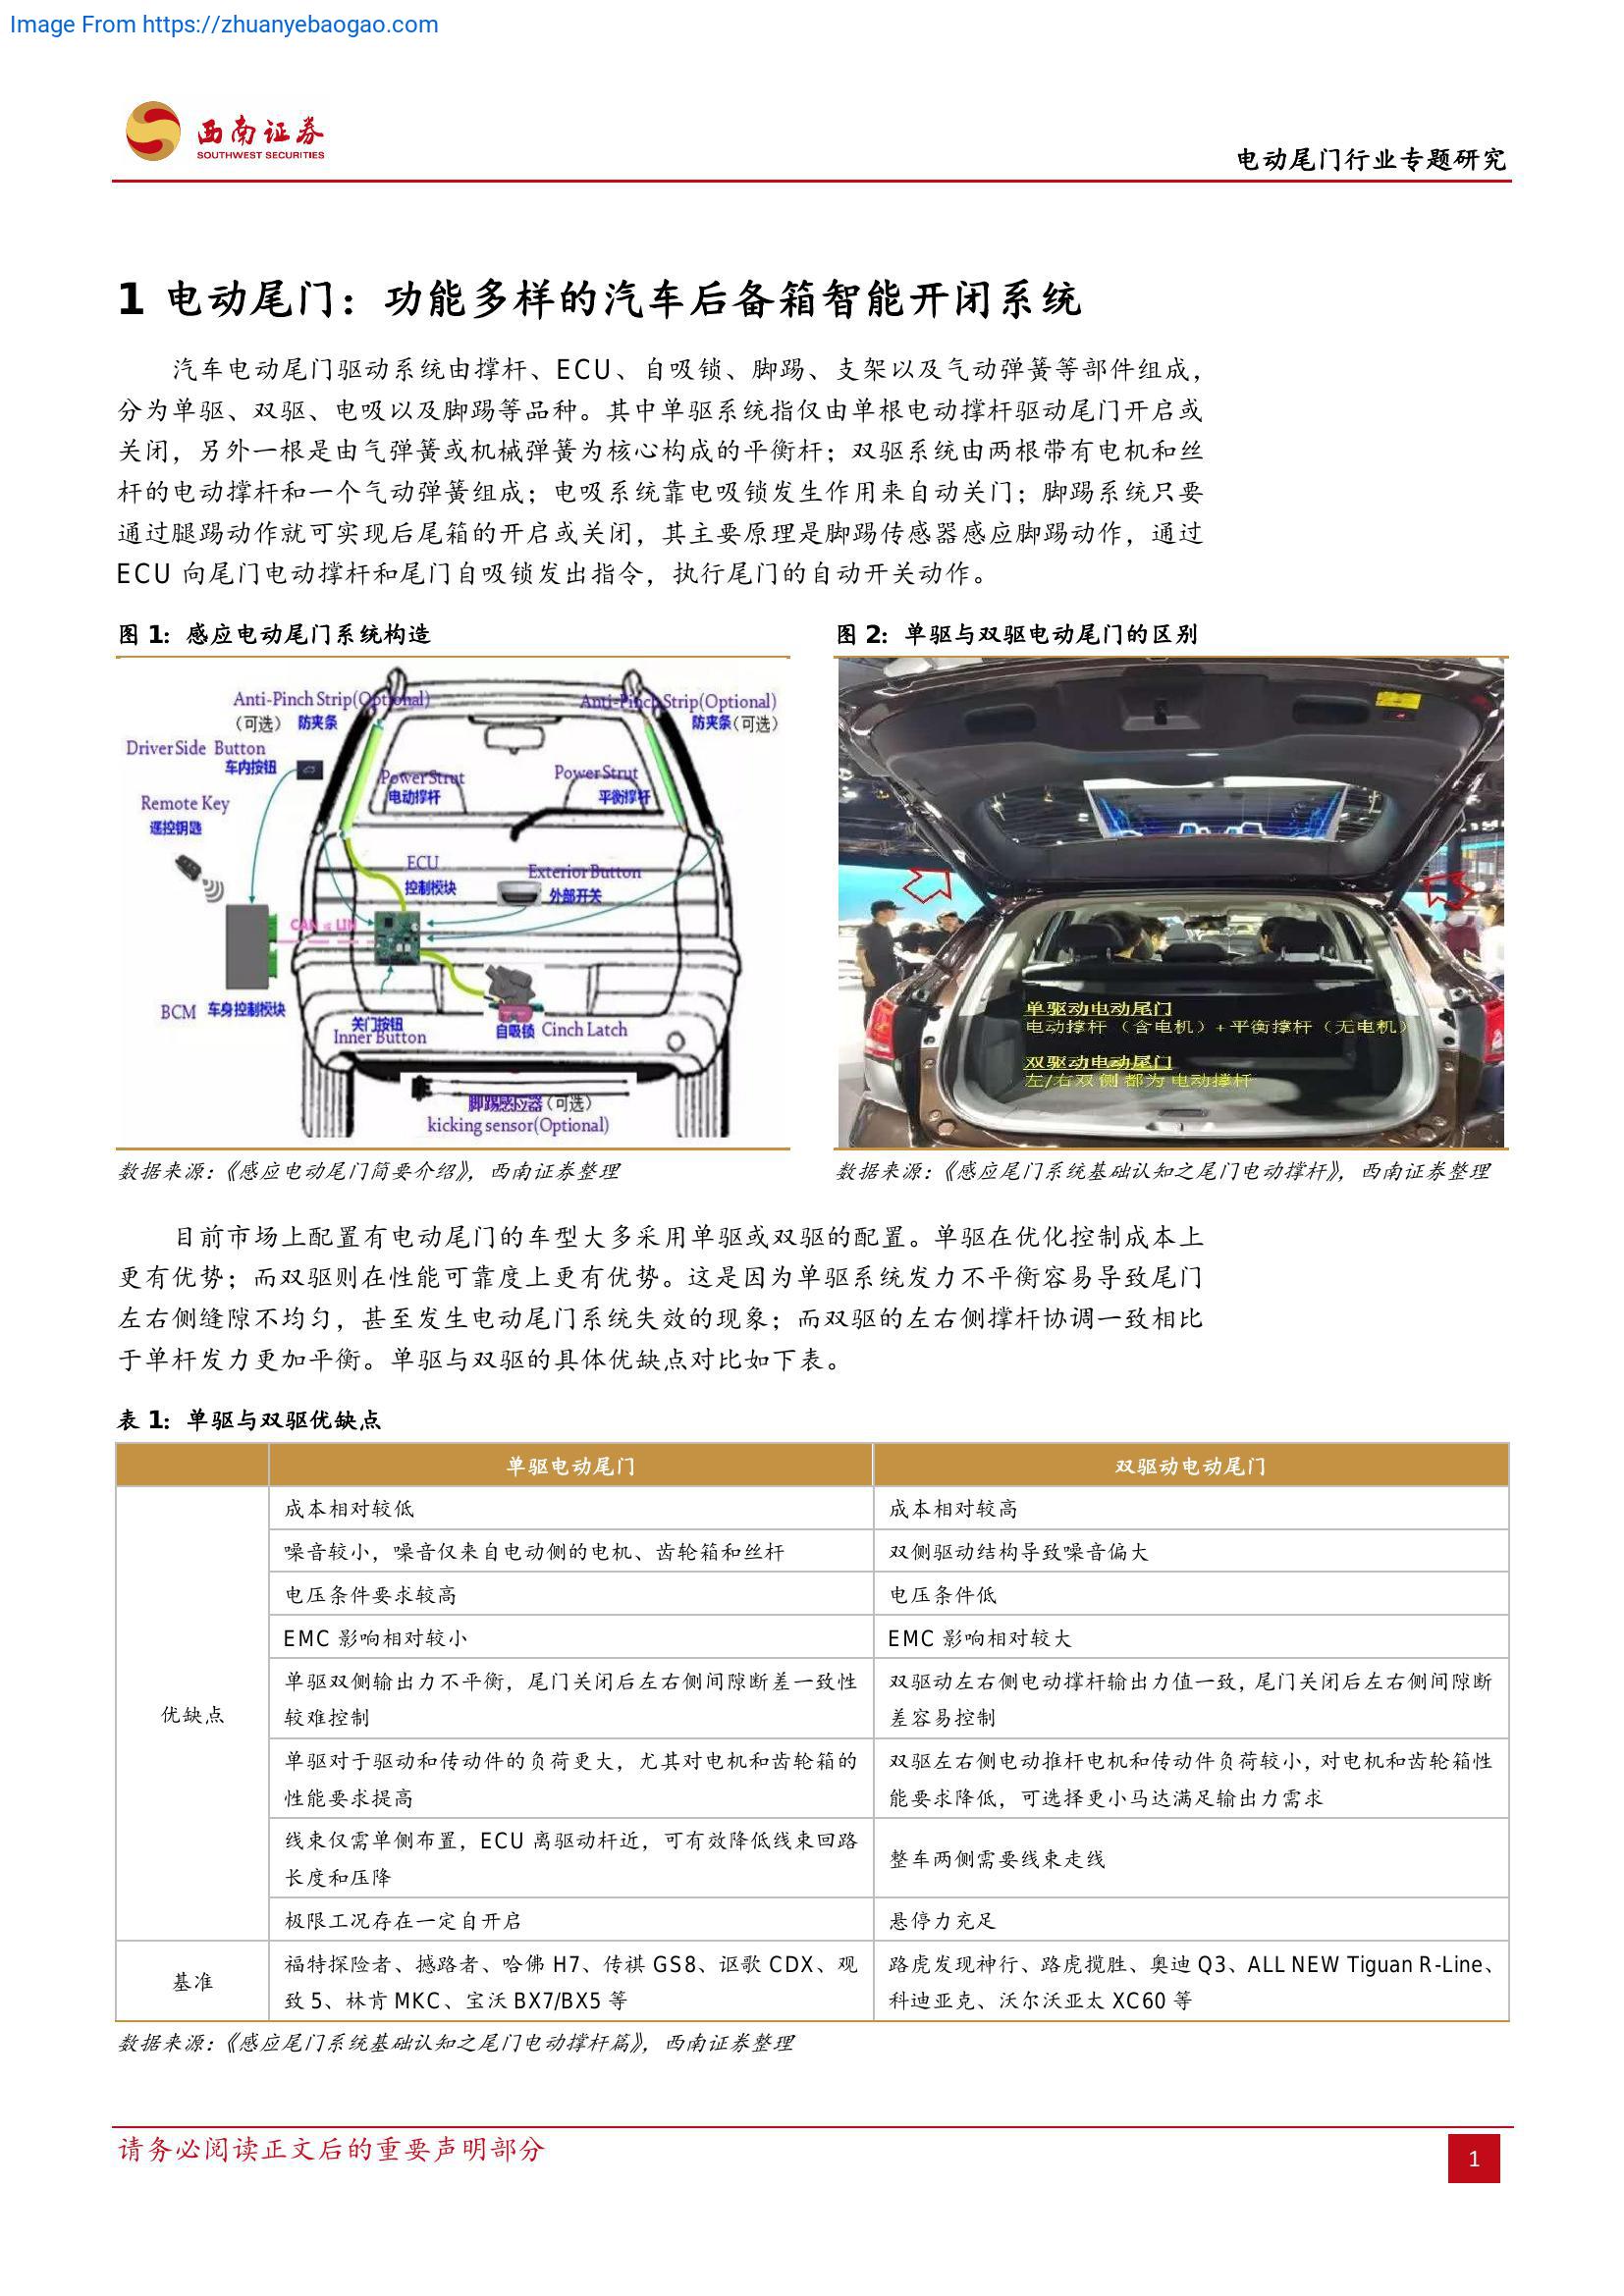 Image From https://zhuanyebaogao.com
西南证券
SOUTHWEST SECURITIES
电动尾门行业专题研究
1 电动尾门：功能多样的汽车后备箱智能开闭系统
汽车电动尾门驱动系统由撑杆、ECU、自吸锁、脚踢、支架以及气动弹簧等部件组成，
分为单驱、双驱、电吸以及脚踢等品种。其中单驱系统指仅由单根电动撑杆驱动尾门开启或
关闭，另外一根是由气弹簧或机械弹簧为核心构成的平衡杆；双驱系统由两根带有电机和丝
杆的电动撑杆和一个气动弹簧组成；电吸系统靠电吸锁发生作用来自动关门；脚踢系统只要
通过腿踢动作就可实现后尾箱的开启或关闭，其主要原理是脚踢传感器感应脚踢动作，通过
ECU 向尾门电动撑杆和尾门自吸锁发出指令，执行尾门的自动开关动作。
图 1：感应电动尾门系统构造
Anti-Pinch Strip(Optional)
（可选） 防夹条
Anti-Pinch Strip(Optional)
防夹条（可选）
Driver Side Button
车内按钮
Remote Key
遥控钥匙
Power Strut
电动撑杆
Power Strut
平衡撑杆
ECU
控制模块
Exterior Button
外部开关
CAN 或 LIN
BCM 车身控制模块
关门按钮
Inner Button
自吸锁 Cinch Latch
脚踢感应器（可选）
kicking sensor(Optional)
数据来源：《感应电动尾门简要介绍》，西南证券整理
图 2：单驱与双驱电动尾门的区别
单驱动电动尾门
电动撑杆（含电机）+平衡撑杆（无电机）
双驱动电动尾门
左/右双侧都为电动撑杆
数据来源：《感应尾门系统基础认知之尾门电动撑杆》，西南证券整理
目前市场上配置有电动尾门的车型大多采用单驱或双驱的配置。单驱在优化控制成本上
更有优势；而双驱则在性能可靠度上更有优势。这是因为单驱系统发力不平衡容易导致尾门
左右侧缝隙不均匀，甚至发生电动尾门系统失效的现象；而双驱的左右侧撑杆协调一致相比
于单杆发力更加平衡。单驱与双驱的具体优缺点对比如下表。
表 1：单驱与双驱优缺点
单驱电动尾门 双驱动电动尾门
优缺点
成本相对较低 成本相对较高
噪音较小，噪音仅来自电动侧的电机、齿轮箱和丝杆 双侧驱动结构导致噪音偏大
电压条件要求较高 电压条件低
EMC 影响相对较小 EMC 影响相对较大
单驱双侧输出力不平衡，尾门关闭后左右侧间隙断差一致性
较难控制
双驱动左右侧电动撑杆输出力值一致，尾门关闭后左右侧间隙断
差容易控制
单驱对于驱动和传动件的负荷更大，尤其对电机和齿轮箱的
性能要求提高
双驱左右侧电动推杆电机和传动件负荷较小，对电机和齿轮箱性
能要求降低，可选择更小马达满足输出力需求
线束仅需单侧布置，ECU 离驱动杆近，可有效降低线束回路
长度和压降
整车两侧需要线束走线
极限工况存在一定自开启 悬停力充足
基准
福特探险者、撼路者、哈佛 H7、传祺 GS8、讴歌 CDX、观
致 5、林肯 MKC、宝沃 BX7/BX5 等
路虎发现神行、路虎揽胜、奥迪 Q3、ALL NEW Tiguan R-Line、
科迪亚克、沃尔沃亚太 XC60 等
数据来源：《感应尾门系统基础认知之尾门电动撑杆篇》，西南证券整理
请务必阅读正文后的重要声明部分
1